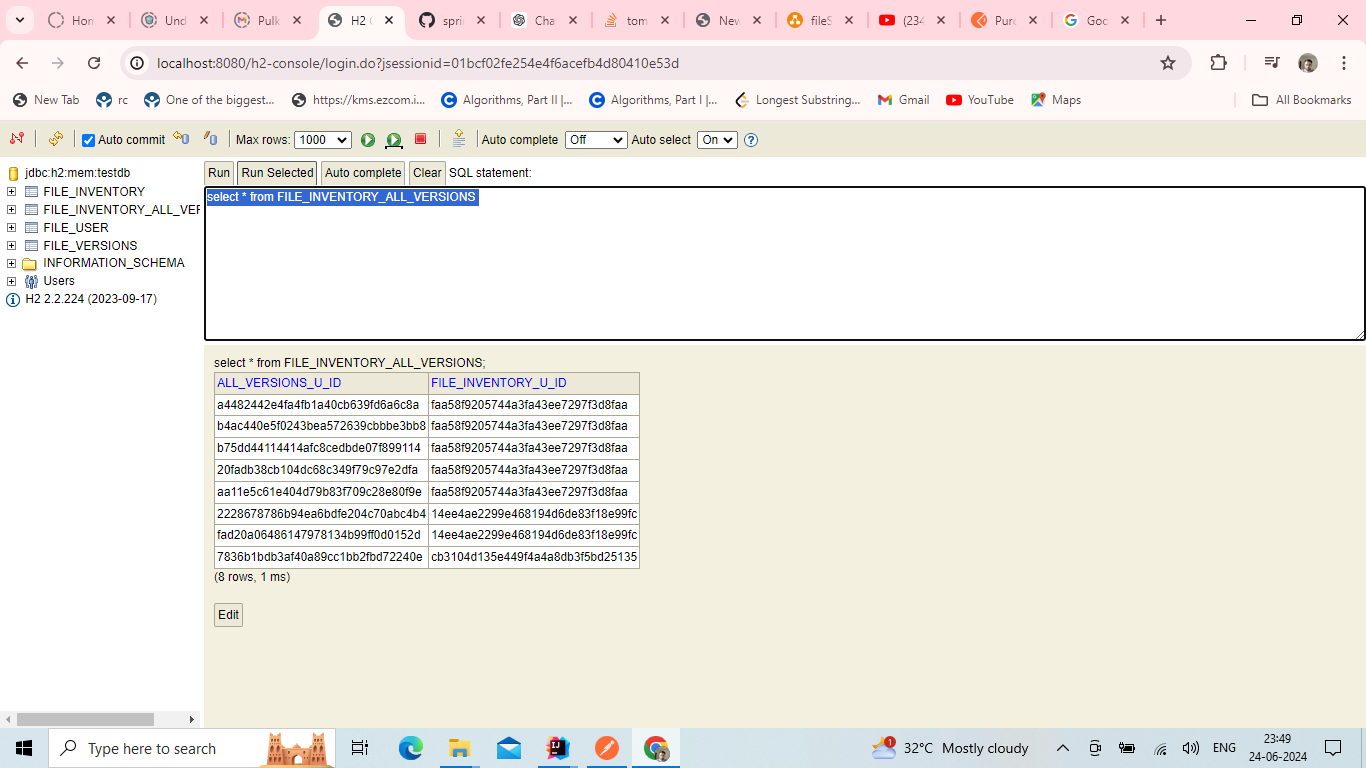 Hor
Und
Pulk
H2 (
spri
Cha
tom
Nev
fileS
(234
Purc
Goc
localhost:8080/h2-console/login.do?jsessionid=01bcf02fe254e4f6acefb4d80410e53d
New Tab
rc
One of the biggest...
https://kms.ezcom.i...
Algorithms, Part II |...
Algorithms, Part I |...
Longest Substring...
Gmail
YouTube
Maps
All Bookmarks
Auto commit
Max rows: 1000
Auto complete Off
Auto select On
jdbc:h2:mem:testdb
FILE_INVENTORY
FILE_INVENTORY_ALL_VER
FILE_USER
FILE_VERSIONS
INFORMATION_SCHEMA
Users
H2 2.2.224 (2023-09-17)
Run Run Selected Auto complete Clear SQL statement:
select * from FILE_INVENTORY_ALL_VERSIONS
select * from FILE_INVENTORY_ALL_VERSIONS;
ALL_VERSIONS_U_ID FILE_INVENTORY_U_ID
a4482442e4fa4fb1a40cb639fd6a6c8a faa58f9205744a3fa43ee7297f3d8faa
b4ac440e5f0243bea572639cbbbe3bb8 faa58f9205744a3fa43ee7297f3d8faa
b75dd44114414afc8cedbde07f899114 faa58f9205744a3fa43ee7297f3d8faa
20fadb38cb104dc68c349f79c97e2dfa faa58f9205744a3fa43ee7297f3d8faa
aa11e5c61e404d79b83f709c28e80f9e faa58f9205744a3fa43ee7297f3d8faa
2228678786b94ea6bdfe204c70abc4b4 14ee4ae2299e468194d6de83f18e99fc
fad20a06486147978134b99ff0d0152d 14ee4ae2299e468194d6de83f18e99fc
7836b1bdb3af40a89cc1bb2fbd72240e cb3104d135e449f4a4a8db3f5bd25135
(8 rows, 1 ms)
Edit
Type here to search
1
32°C Mostly cloudy
ENG
23:49
24-06-2024